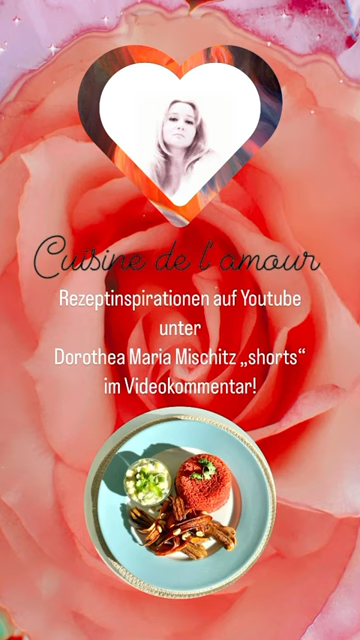 Cuisine de l'amour
Rezeptinspirationen auf Youtube
unter
Dorothea Maria Mischitz „shorts“
im Videokommentar!